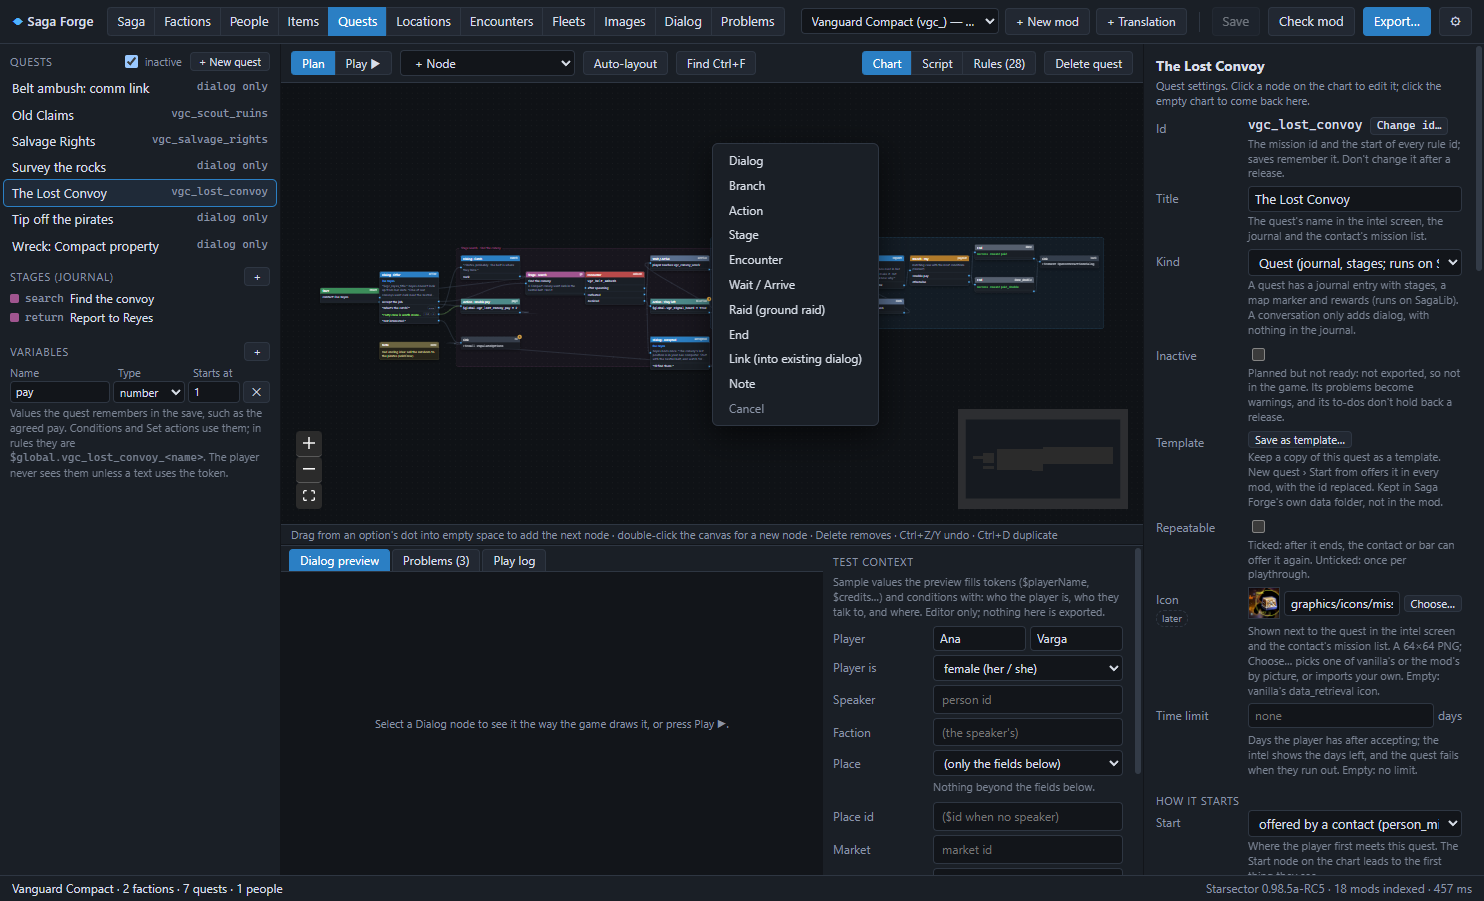 Saga Forge
Saga
Factions
People
Items
Quests
Locations
Encounters
Fleets
Images
Dialog
Problems
Vanguard Compact (vgc_) — ...
+ New mod
+ Translation
Save
Check mod
Export...
QUESTS
inactive
+ New quest
Belt ambush: comm link dialog only
Old Claims vgc_scout_ruins
Salvage Rights vgc_salvage_rights
Survey the rocks dialog only
The Lost Convoy vgc_lost_convoy
Tip off the pirates dialog only
Wreck: Compact property dialog only
STAGES (JOURNAL)
+
search Find the convoy
return Report to Reyes
VARIABLES
+
Name Type Starts at
pay number 1
Values the quest remembers in the save, such as the
agreed pay. Conditions and Set actions use them; in
rules they are
$global.vgc_lost_convoy_<name>. The player
never sees them unless a text uses the token.
Plan
Play ▶
+ Node
Auto-layout
Find Ctrl+F
Chart
Script
Rules (28)
Delete quest
Dialog
Branch
Action
Stage
Encounter
Wait / Arrive
Raid (ground raid)
End
Link (into existing dialog)
Note
Cancel
Drag from an option's dot into empty space to add the next node · double-click the canvas for a new node · Delete removes · Ctrl+Z/Y undo · Ctrl+D duplicate
Dialog preview
Problems (3)
Play log
Select a Dialog node to see it the way the game draws it, or press Play ▶.
TEST CONTEXT
Sample values the preview fills tokens ($playerName,
$credits...) and conditions with: who the player is, who they
talk to, and where. Editor only; nothing here is exported.
Player Ana Varga
Player is female (her / she)
Speaker person id
Faction (the speaker's)
Place (only the fields below)
Nothing beyond the fields below.
Place id ($id when no speaker)
Market market id
The Lost Convoy
Quest settings. Click a node on the chart to edit it; click the
empty chart to come back here.
Id vgc_lost_convoy Change id…
The mission id and the start of every rule id;
saves remember it. Don't change it after a
release.
Title The Lost Convoy
The quest's name in the intel screen, the
journal and the contact's mission list.
Kind Quest (journal, stages; runs on S
A quest has a journal entry with stages, a
map marker and rewards (runs on SagaLib).
A conversation only adds dialog, with
nothing in the journal.
Inactive
Planned but not ready: not exported, so not
in the game. Its problems become
warnings, and its to-dos don't hold back a
release.
Template Save as template...
Keep a copy of this quest as a template.
New quest › Start from offers it in every
mod, with the id replaced. Kept in Saga
Forge's own data folder, not in the mod.
Repeatable
Ticked: after it ends, the contact or bar can
offer it again. Unticked: once per
playthrough.
Icon graphics/icons/miss Choose...
later
Shown next to the quest in the intel screen
and the contact's mission list. A 64×64 PNG;
Choose... picks one of vanilla's or the mod's
by picture, or imports your own. Empty:
vanilla's data_retrieval icon.
Time limit none days
Days the player has after accepting; the
intel shows the days left, and the quest fails
when they run out. Empty: no limit.
HOW IT STARTS
Start offered by a contact (person_mi
Where the player first meets this quest. The
Start node on the chart leads to the first
thing they see.
Vanguard Compact · 2 factions · 7 quests · 1 people
Starsector 0.98.5a-RC5 · 18 mods indexed · 457 ms